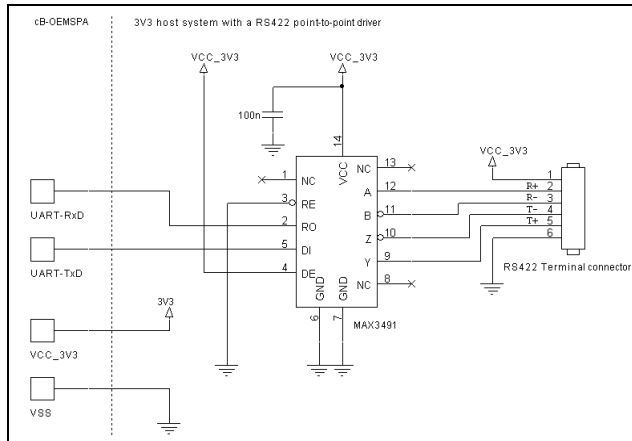 cB-OEMSPA
3V3 host system with a RS422 point-to-point driver
VCC_3V3
VCC_3V3
100n
14
VCC
1
NC
NC
13
VCC_3V3
3
RE
A
12
R+
1
2
UART-RxD
2
RO
B
11
R-
3
T-
4
5
DI
Z
10
T+
5
6
UART-TxD
4
DE
Y
9
RS422 Terminal connector
NC
8
GND
GND
3V3
6
7
MAX3491
VCC_3V3
VSS